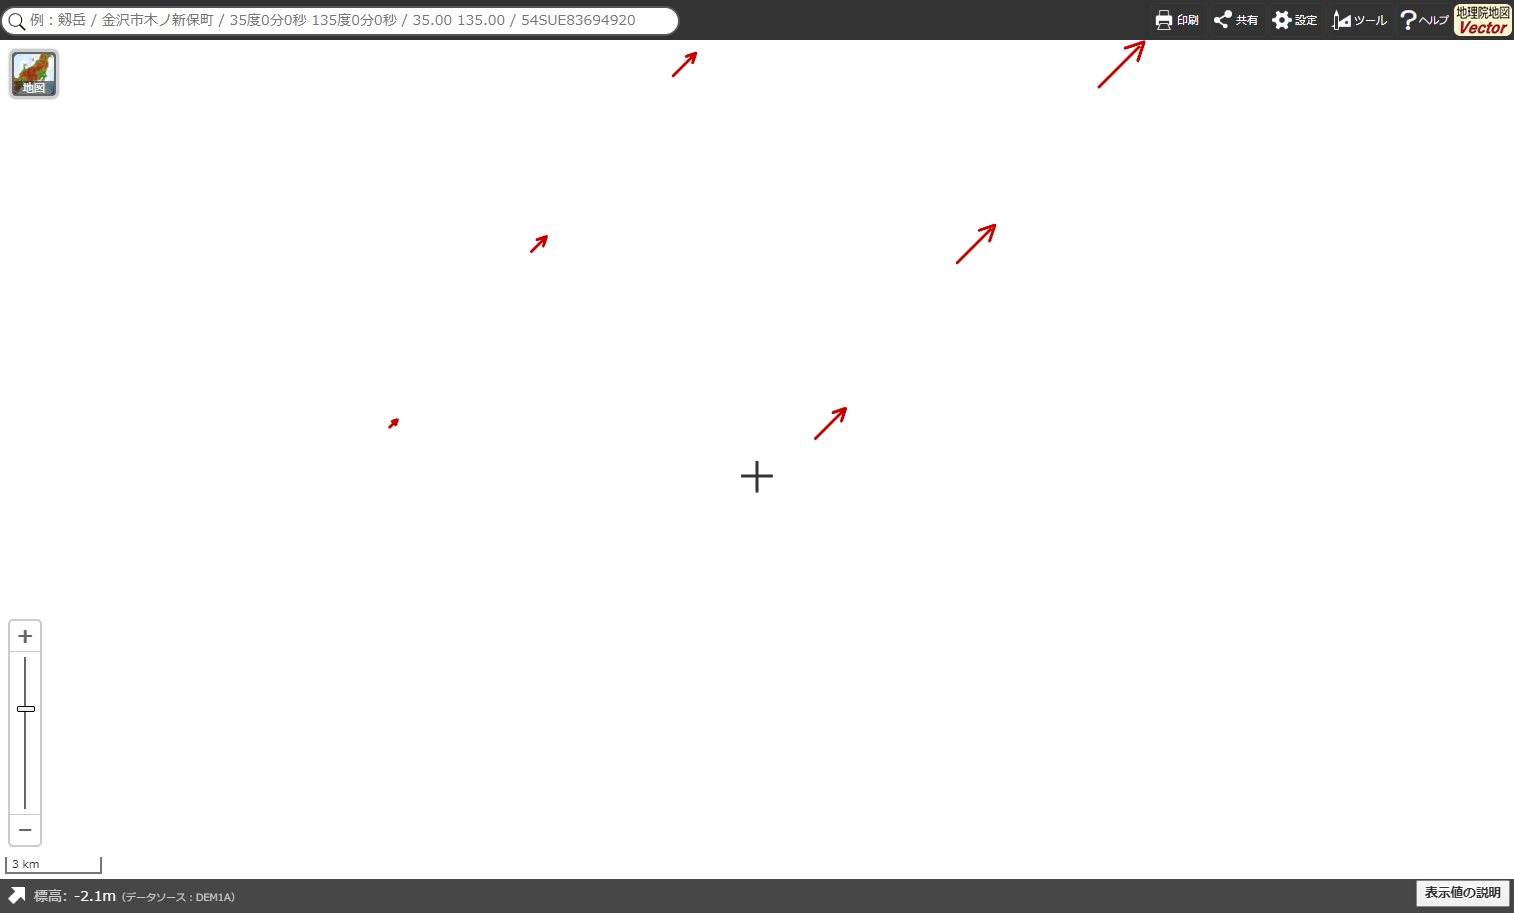 例：剱岳 / 金沢市木ノ新保町 / 35度0分0秒 135度0分0秒 / 35.00 135.00 / 54SUE83694920
印刷 共有 設定 ツール ヘルプ
地理院地図
Vector
地図
+
−
3 km
標高: -2.1m（データソース：DEM1A）
表示値の説明